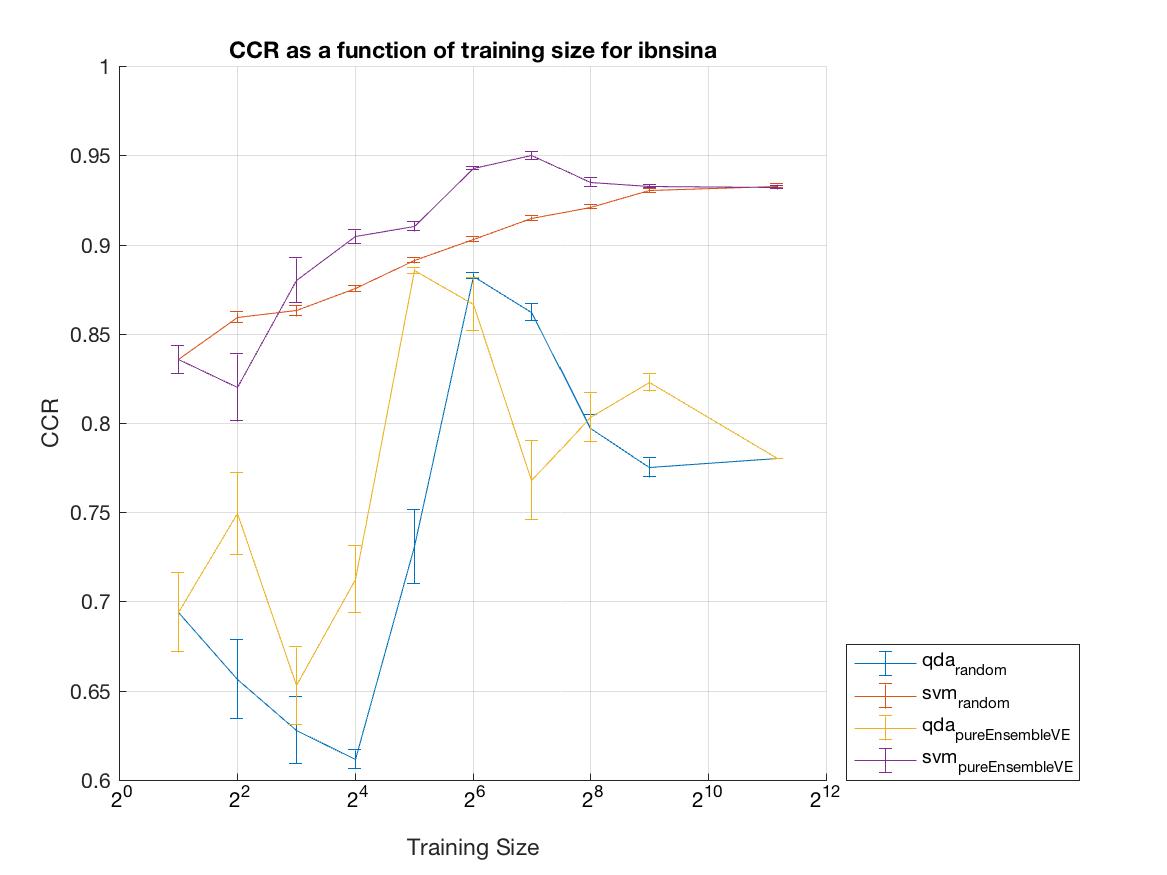 CCR as a function of training size for ibnsina
1
0.95
0.9
0.85
0.8
0.75
0.7
0.65
0.6
CCR
2^0 2^2 2^4 2^6 2^8 2^10 2^12
Training Size
qda_random
svm_random
qda_pureEnsembleVE
svm_pureEnsembleVE